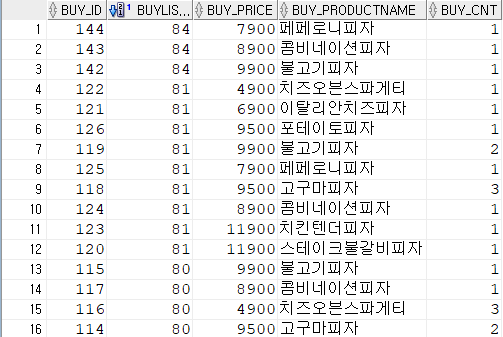 BUY_ID BUYLIS... 1 BUY_PRICE BUY_PRODUCTNAME BUY_CNT
1 144 84 7900 페페로니피자 1
2 143 84 8900 콤비네이션피자 1
3 142 84 9900 불고기피자 1
4 122 81 4900 치즈오븐스파게티 1
5 121 81 6900 이탈리안치즈피자 1
6 126 81 9500 포테이토피자 1
7 119 81 9900 불고기피자 2
8 125 81 7900 페페로니피자 1
9 118 81 9500 고구마피자 3
10 124 81 8900 콤비네이션피자 1
11 123 81 11900 치킨텐더피자 1
12 120 81 11900 스테이크불갈비피자 1
13 115 80 9900 불고기피자 1
14 117 80 8900 콤비네이션피자 1
15 116 80 4900 치즈오븐스파게티 3
16 114 80 9500 고구마피자 2